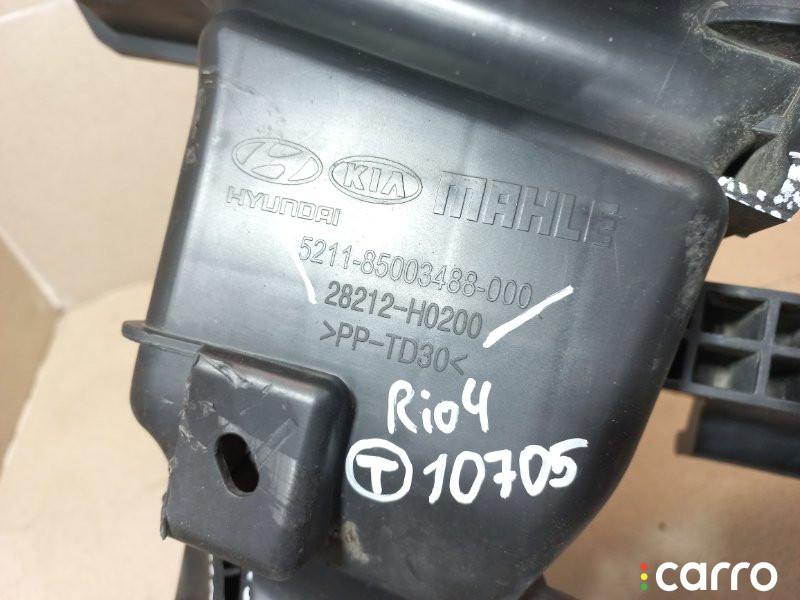 HYUNDAI KIA MAHLE
5211-85003488-000
28212-H0200
>PP-TD30<
Rio4
T 10705
carro